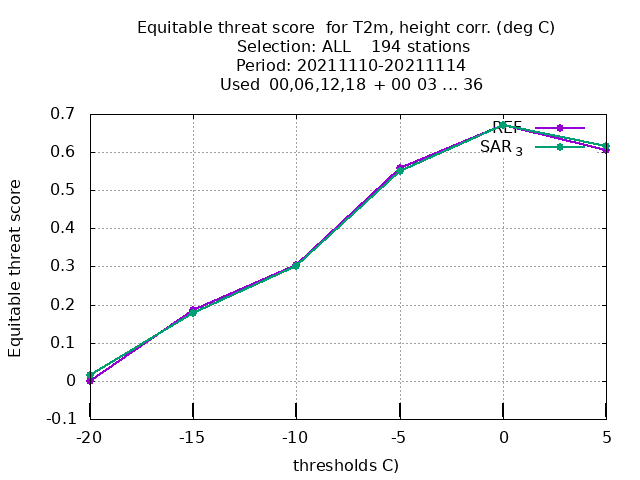 Equitable threat score for T2m, height corr. (deg C)
Selection: ALL 194 stations
Period: 20211110-20211114
Used 00,06,12,18 + 00 03 ... 36
0.7
REF
SAR 3
0.6
0.5
0.4
0.3
0.2
0.1
0
-0.1
Equitable threat score
-20 -15 -10 -5 0 5
thresholds C)